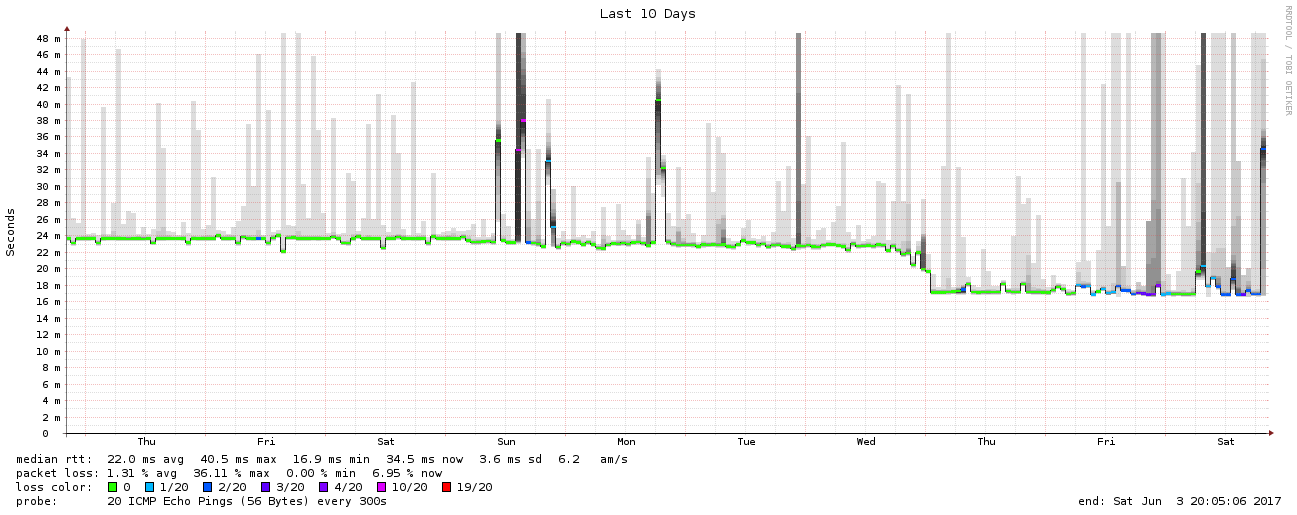 Last 10 Days
RRDTOOL / TOBI OETIKER
Seconds
48 m
46 m
44 m
42 m
40 m
38 m
36 m
34 m
32 m
30 m
28 m
26 m
24 m
22 m
20 m
18 m
16 m
14 m
12 m
10 m
8 m
6 m
4 m
2 m
0
Thu Fri Sat Sun Mon Tue Wed Thu Fri Sat
median rtt: 22.0 ms avg 40.5 ms max 16.9 ms min 34.5 ms now 3.6 ms sd 6.2 am/s
packet loss: 1.31 % avg 36.11 % max 0.00 % min 6.95 % now
loss color: 0 1/20 2/20 3/20 4/20 10/20 19/20
probe: 20 ICMP Echo Pings (56 Bytes) every 300s end: Sat Jun 3 20:05:06 2017